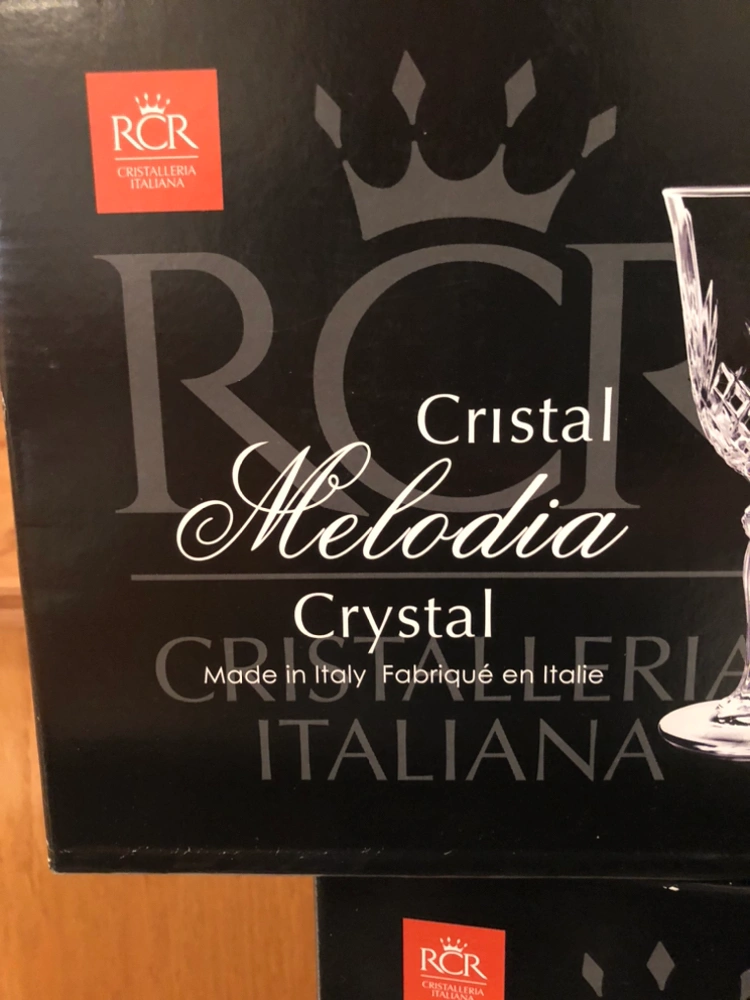 RCR
CRISTALLERIA
ITALIANA
RCR
Cristal
Melodia
Crystal
Made in Italy Fabriqué en Italie
CRISTALLERIA
ITALIANA
RCR
CRISTALLERIA
ITALIANA